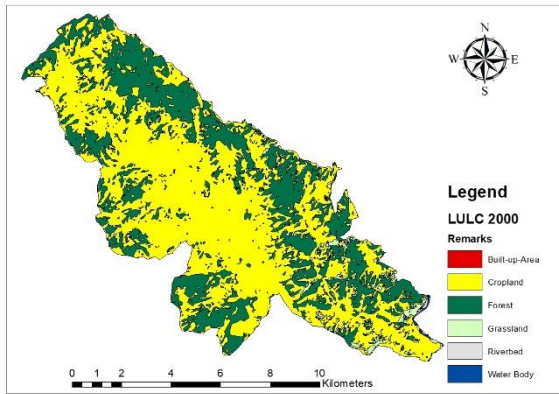 N
W E
S
Legend
LULC 2000
Remarks
Built-up-Area
Cropland
Forest
Grassland
Riverbed
Water Body
0 1 2 4 6 8 10
Kilometers